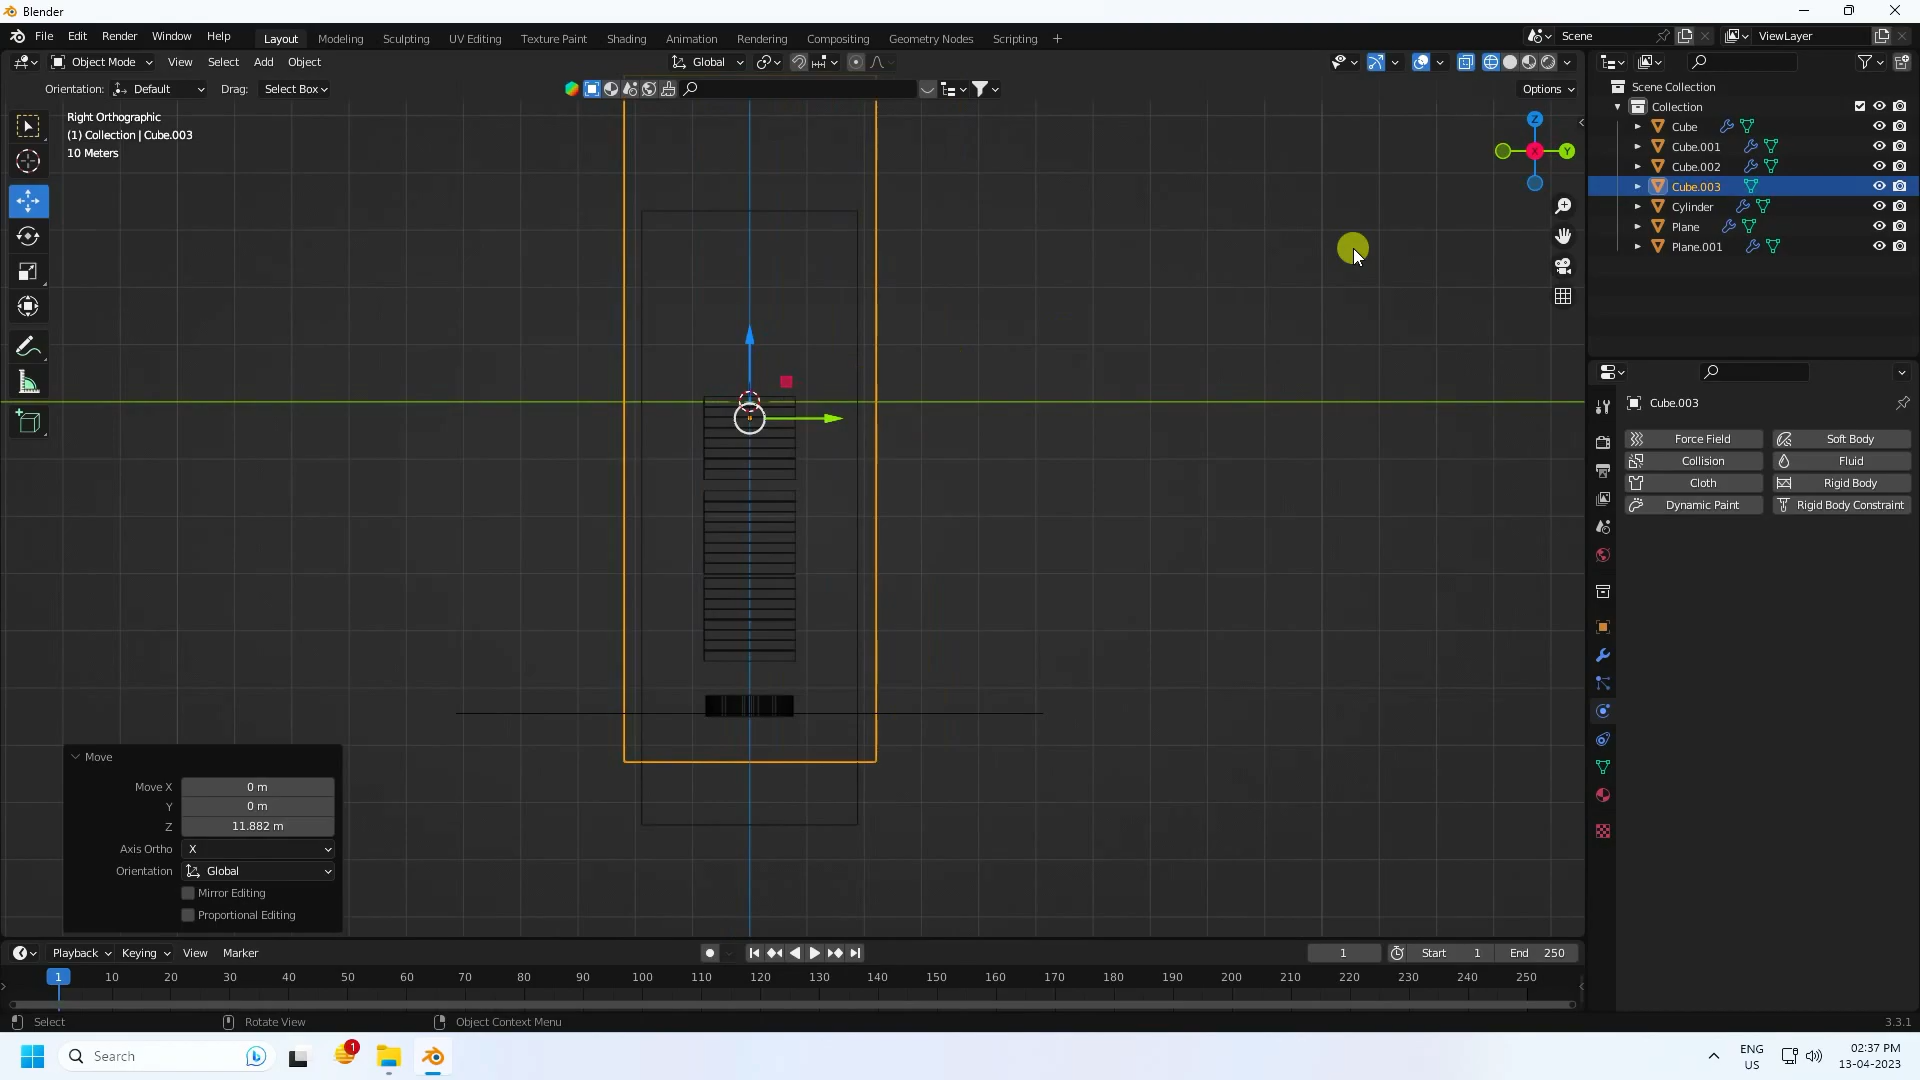 Blender
File Edit Render Window Help
Layout Modeling Sculpting UV Editing Texture Paint Shading Animation Rendering Compositing Geometry Nodes Scripting +
Scene
ViewLayer
Object Mode View Select Add Object
Global
Orientation: Default Drag: Select Box
Options
Right Orthographic
(1) Collection | Cube.003
10 Meters
Z
Y
X
Scene Collection
Collection
Cube
Cube.001
Cube.002
Cube.003
Cylinder
Plane
Plane.001
Cube.003
Force Field Soft Body
Collision Fluid
Cloth Rigid Body
Dynamic Paint Rigid Body Constraint
Move
Move X 0 m
Y 0 m
Z 11.882 m
Axis Ortho X
Orientation Global
Mirror Editing
Proportional Editing
Playback Keying View Marker
1 Start 1 End 250
1 10 20 30 40 50 60 70 80 90 100 110 120 130 140 150 160 170 180 190 200 210 220 230 240 250
Select Rotate View Object Context Menu
3.3.1
Search
1
ENG
US
02:37 PM
13-04-2023